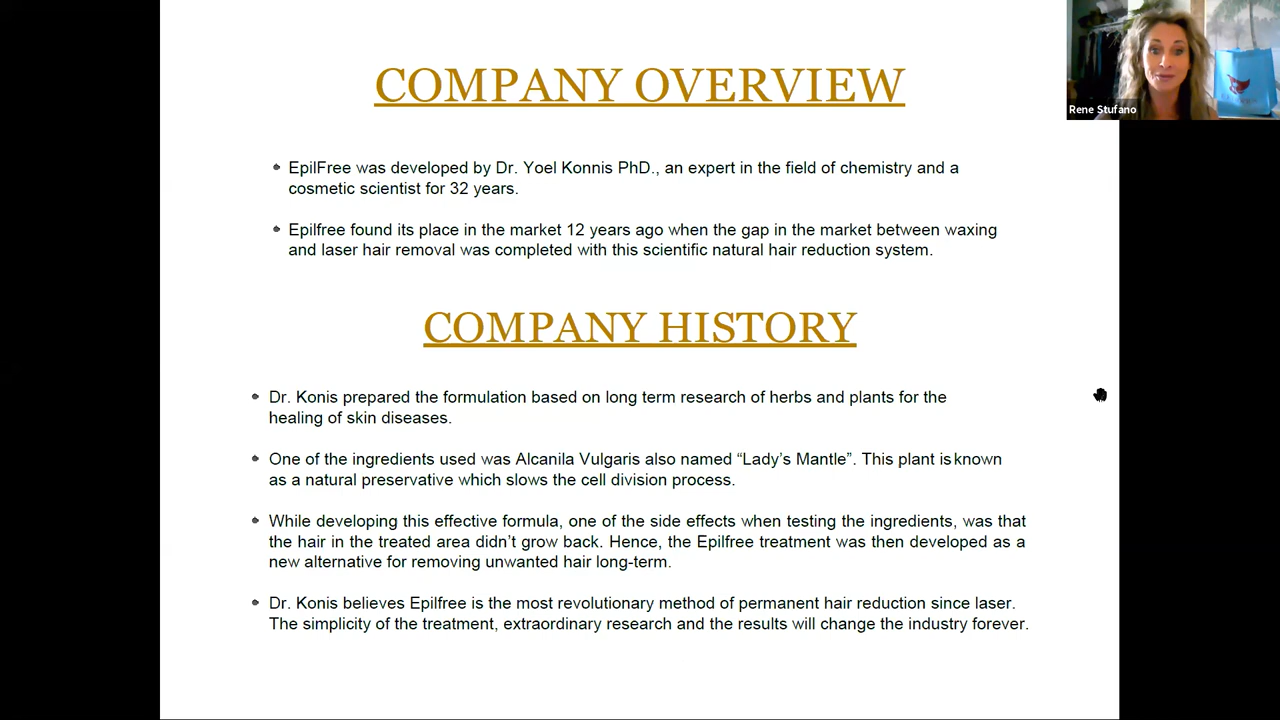 COMPANY OVERVIEW
Rene Stufano
EpilFree was developed by Dr. Yoel Konnis PhD., an expert in the field of chemistry and a
cosmetic scientist for 32 years.
Epilfree found its place in the market 12 years ago when the gap in the market between waxing
and laser hair removal was completed with this scientific natural hair reduction system.
COMPANY HISTORY
Dr. Konis prepared the formulation based on long term research of herbs and plants for the
healing of skin diseases.
One of the ingredients used was Alcanila Vulgaris also named “Lady’s Mantle”. This plant is known
as a natural preservative which slows the cell division process.
While developing this effective formula, one of the side effects when testing the ingredients, was that
the hair in the treated area didn’t grow back. Hence, the Epilfree treatment was then developed as a
new alternative for removing unwanted hair long-term.
Dr. Konis believes Epilfree is the most revolutionary method of permanent hair reduction since laser.
The simplicity of the treatment, extraordinary research and the results will change the industry forever.